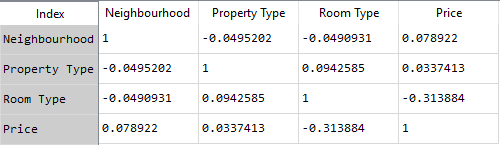 Index Neighbourhood Property Type Room Type Price
Neighbourhood 1 -0.0495202 -0.0490931 0.078922
Property Type -0.0495202 1 0.0942585 0.0337413
Room Type -0.0490931 0.0942585 1 -0.313884
Price 0.078922 0.0337413 -0.313884 1